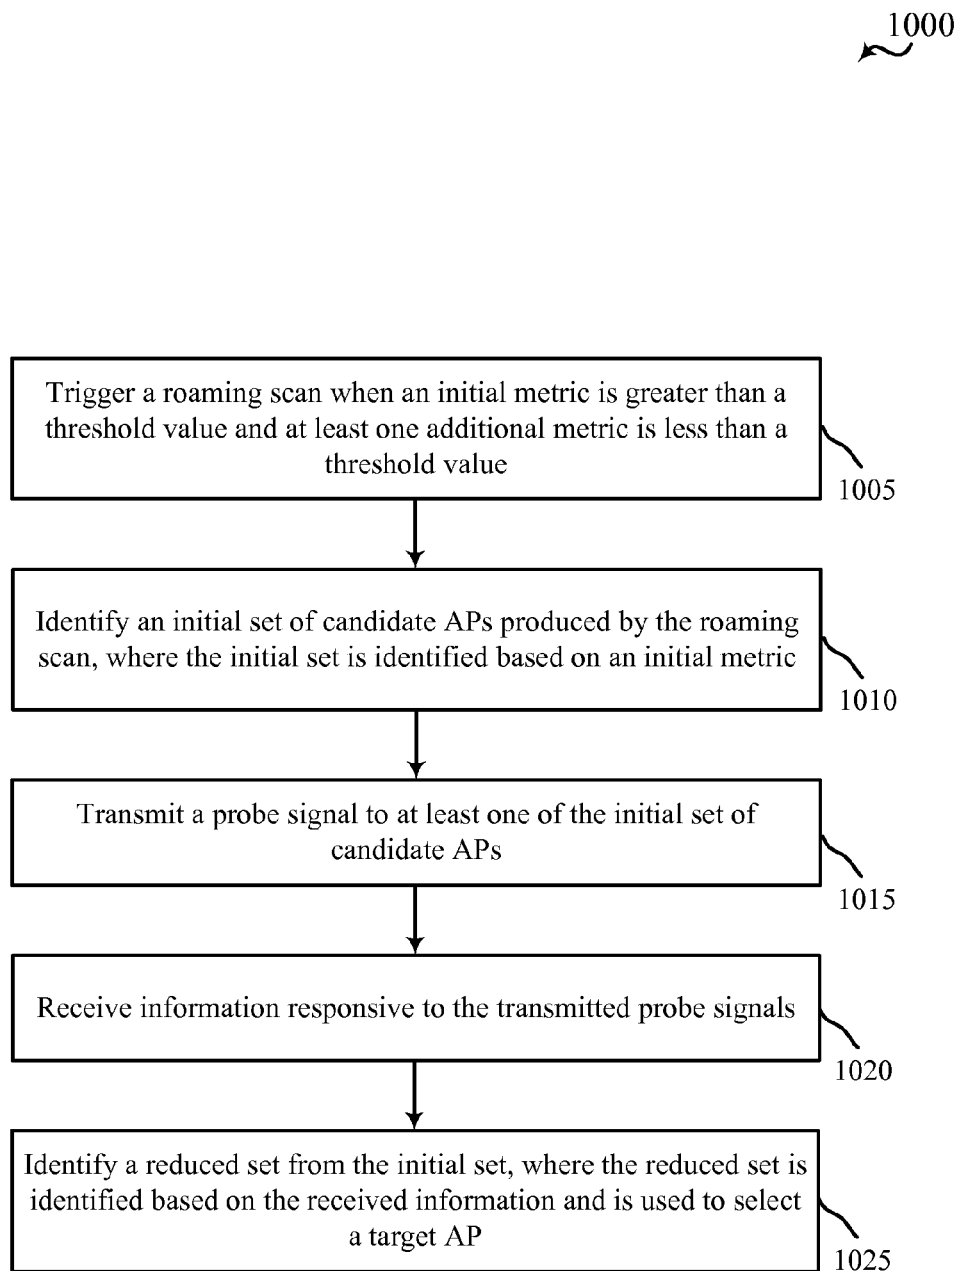 1000
Trigger a roaming scan when an initial metric is greater than a
threshold value and at least one additional metric is less than a
threshold value
1005
Identify an initial set of candidate APs produced by the roaming
scan, where the initial set is identified based on an initial metric
1010
Transmit a probe signal to at least one of the initial set of
candidate APs
1015
Receive information responsive to the transmitted probe signals
1020
Identify a reduced set from the initial set, where the reduced set is
identified based on the received information and is used to select
a target AP
1025